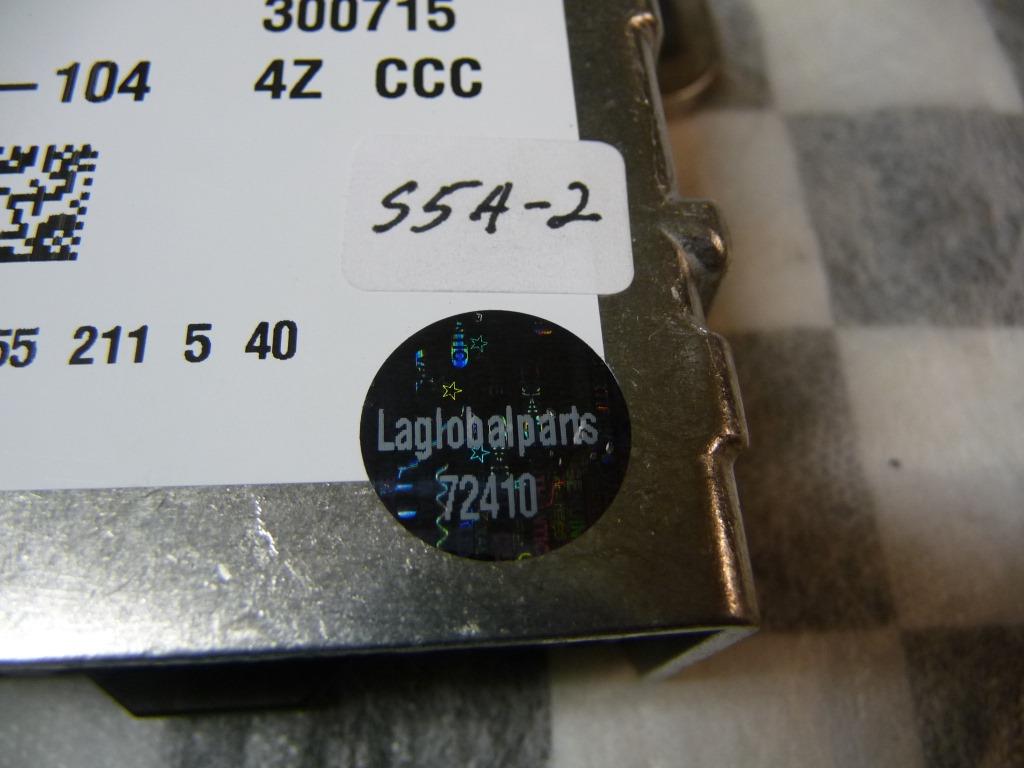 300715
– 104 4Z CCC
S5A-2
55 211 5 40
Laglobalparts
72410